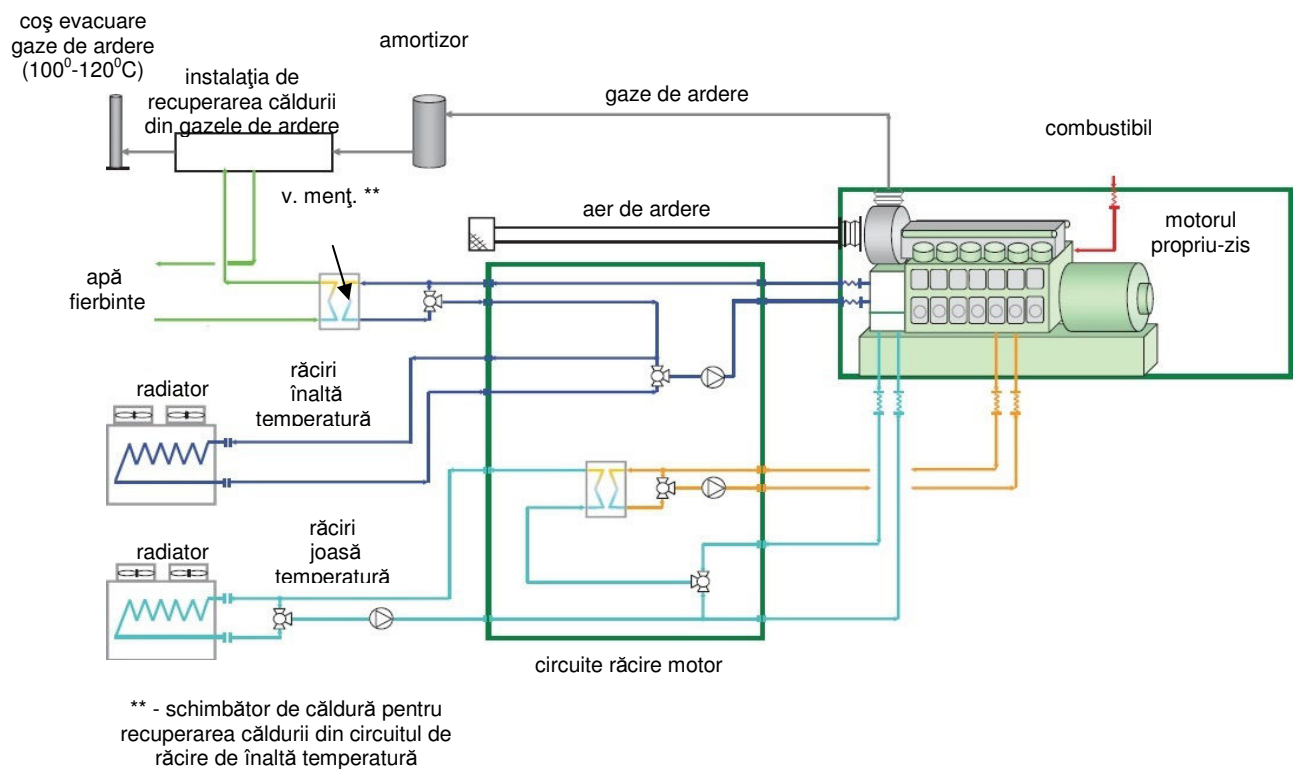 coş evacuare
gaze de ardere
(100⁰-120⁰C)
amortizor
instalaţia de
recuperarea căldurii
din gazele de ardere
gaze de ardere
combustibil
v. menţ. **
aer de ardere
motorul
propriu-zis
apă
fierbinte
radiator
răciri
înaltă
temperatură
radiator
răciri
joasă
temperatură
circuite răcire motor
** - schimbător de căldură pentru
recuperarea căldurii din circuitul de
răcire de înaltă temperatură